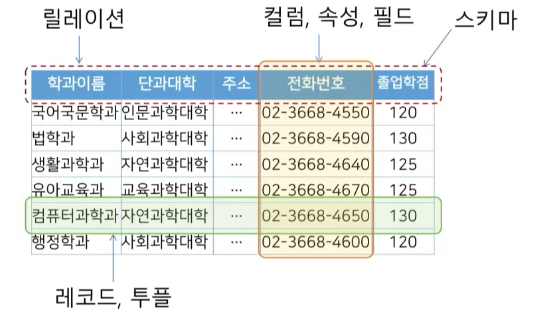 릴레이션
컬럼, 속성, 필드
스키마
학과이름 단과대학 주소 전화번호 졸업학점
국어국문학과 인문과학대학 … 02-3668-4550 120
법학과 사회과학대학 … 02-3668-4590 130
생활과학과 자연과학대학 … 02-3668-4640 125
유아교육과 교육과학대학 … 02-3668-4670 125
컴퓨터과학과 자연과학대학 … 02-3668-4650 130
행정학과 사회과학대학 … 02-3668-4600 120
레코드, 투플